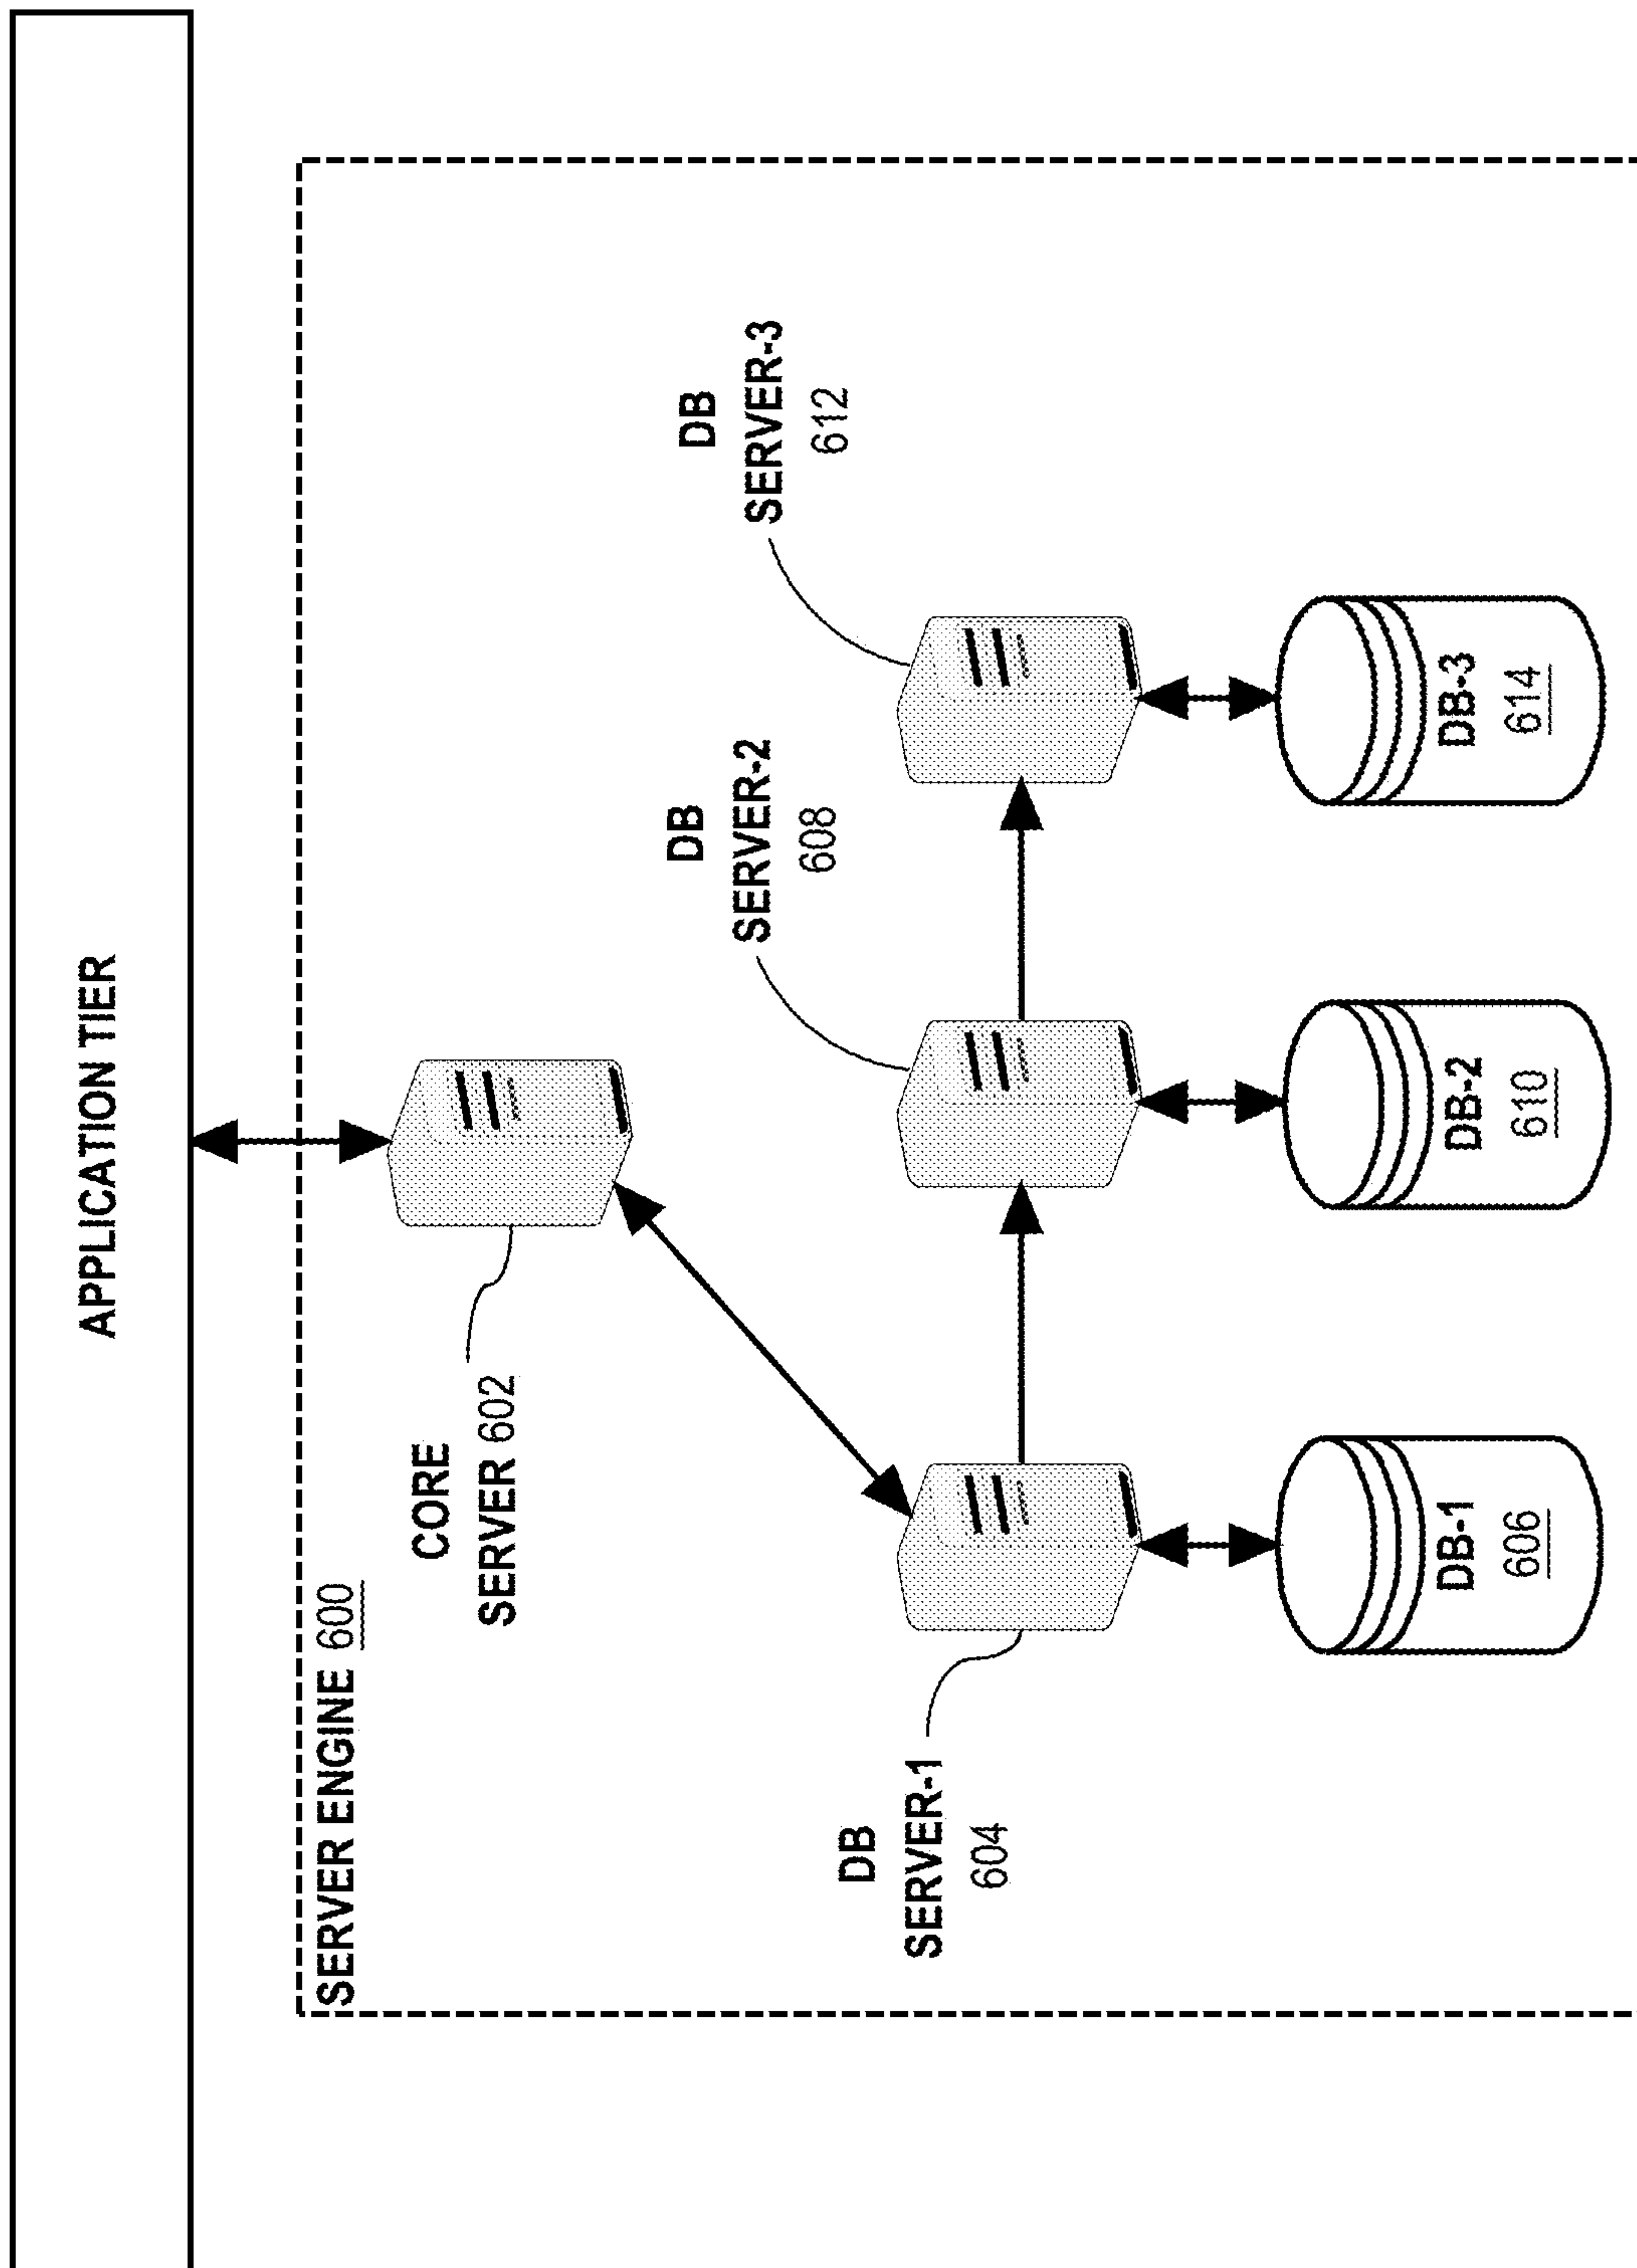 APPLICATION TIER
SERVER ENGINE 600
CORE
SERVER 602
DB
SERVER-1
604
DB
SERVER-2
608
DB
SERVER-3
612
DB-1
606
DB-2
610
DB-3
614